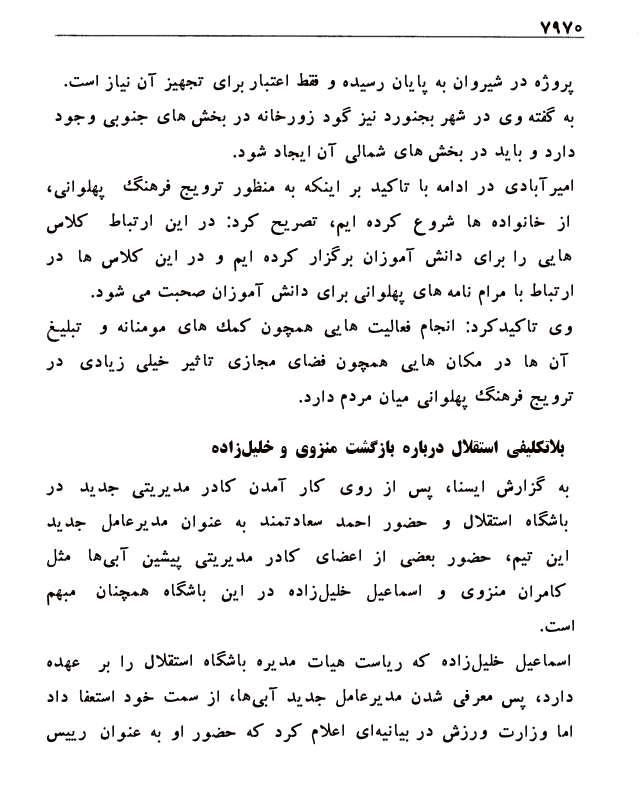 ۷۹۷۰
پروژه در شیروان به پایان رسیده و فقط اعتبار برای تجهیز آن نیاز است.
به گفته وی در شهر بجنورد نیز گود زورخانه در بخش های جنوبی وجود
دارد و باید در بخش های شمالی آن ایجاد شود.
امیرآبادی در ادامه با تاکید بر اینکه به منظور ترویج فرهنگ پهلوانی،
از خانواده ها شروع کرده ایم، تصریح کرد: در این ارتباط کلاس
هایی را برای دانش آموزان برگزار کرده ایم و در این کلاس ها در
ارتباط با مرام نامه های پهلوانی برای دانش آموزان صحبت می شود.
وی تاکیدکرد: انجام فعالیت هایی همچون کمك های مومنانه و تبلیغ
آن ها در مکان هایی همچون فضای مجازی تاثیر خیلی زیادی در
ترویج فرهنگ پهلوانی میان مردم دارد.
بلاتکلیفی استقلال درباره بازگشت منزوی و خلیل‌زاده
به گزارش ایسنا، پس از روی کار آمدن کادر مدیریتی جدید در
باشگاه استقلال و حضور احمد سعادتمند به عنوان مدیرعامل جدید
این تیم، حضور بعضی از اعضای کادر مدیریتی پیشین آبی‌ها مثل
کامران منزوی و اسماعیل خلیل‌زاده در این باشگاه همچنان مبهم
است.
اسماعیل خلیل‌زاده که ریاست هیات مدیره باشگاه استقلال را بر عهده
دارد، پس معرفی شدن مدیرعامل جدید آبی‌ها، از سمت خود استعفا داد
اما وزارت ورزش در بیانیه‌ای اعلام کرد که حضور او به عنوان رییس